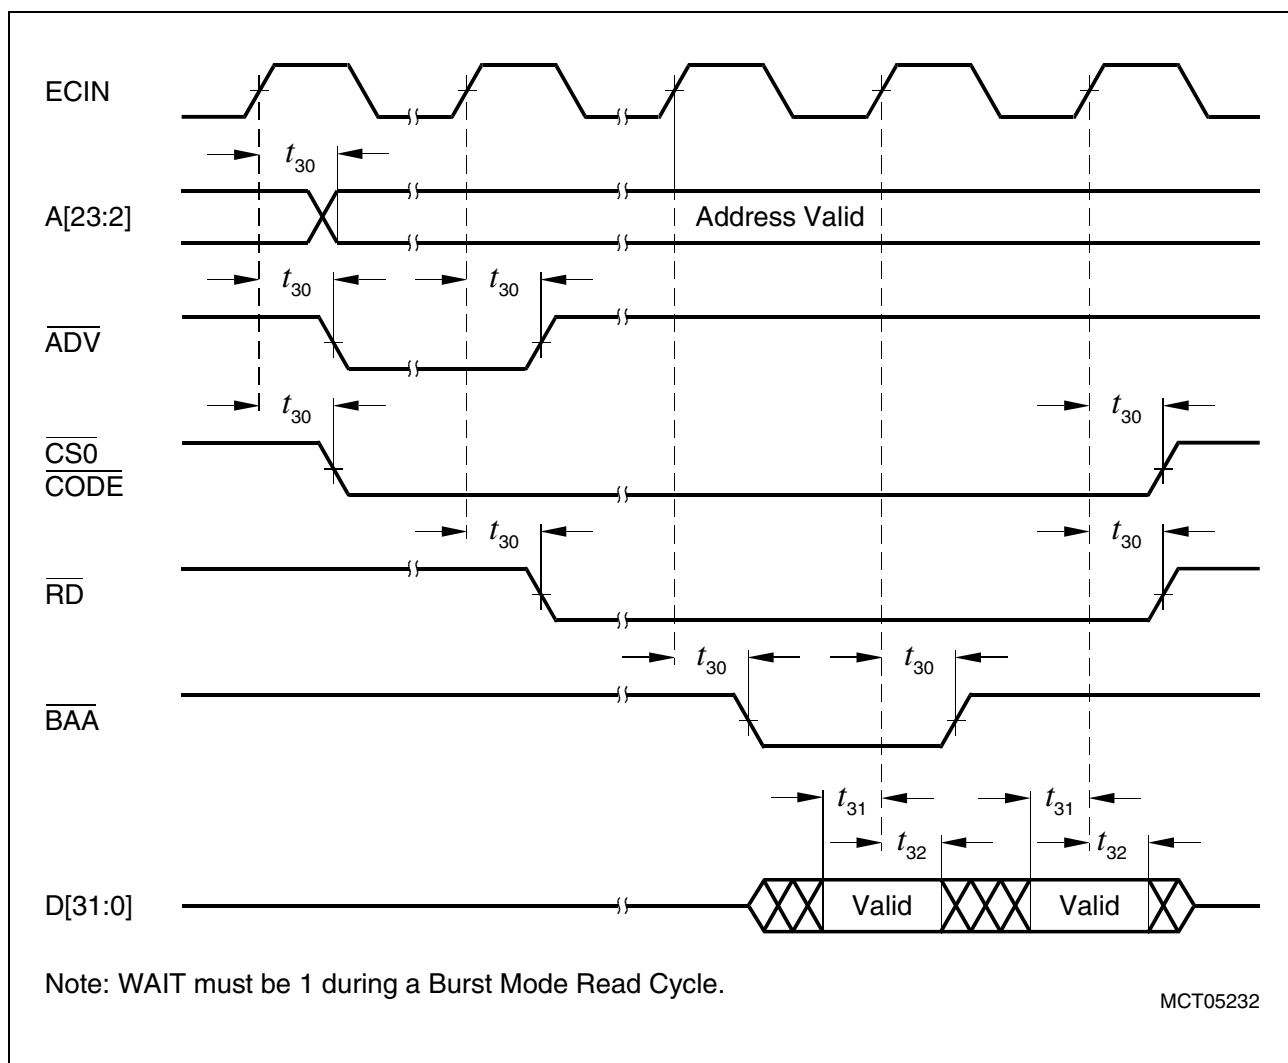 ECIN
t30
A[23:2]
Address Valid
t30 t30
ADV
t30 t30
CS0
CODE
t30 t30
RD
t30 t30
BAA
t31 t31
t32 t32
D[31:0] Valid Valid
Note: WAIT must be 1 during a Burst Mode Read Cycle.
MCT05232